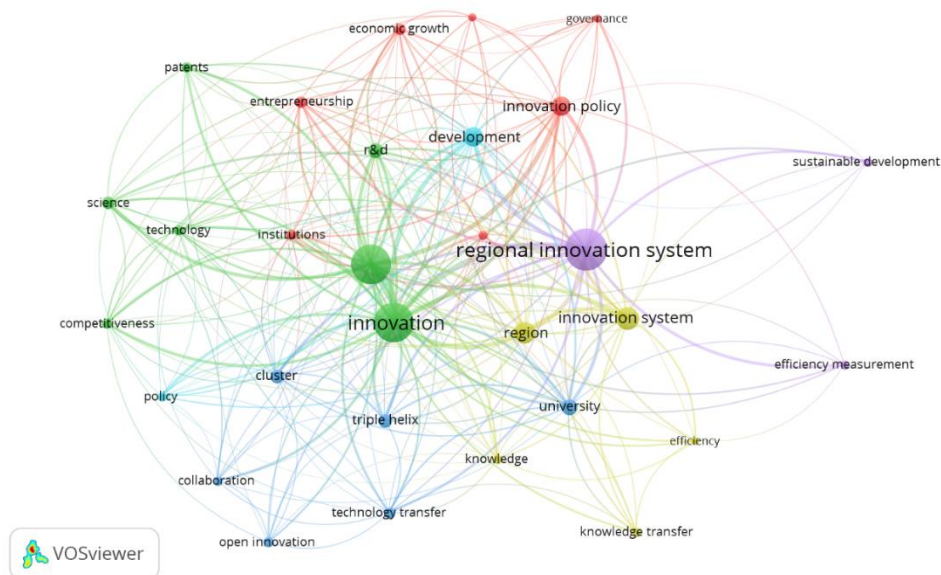 governance
economic growth
patents
entrepreneurship
innovation policy
development
r&d
sustainable development
science
technology
institutions
regional innovation system
competitiveness
innovation
innovation system
region
cluster
efficiency measurement
policy
university
triple helix
efficiency
knowledge
collaboration
technology transfer
knowledge transfer
open innovation
VOSviewer